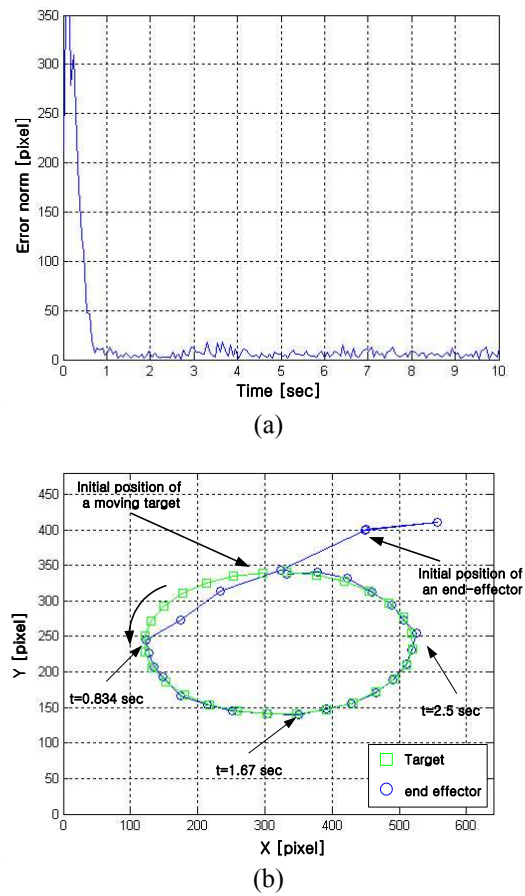 350
300
250
200
150
100
50
0
Error norm [pixel]
0 1 2 3 4 5 6 7 8 9 10
Time [sec]
(a)
450
400
350
300
250
200
150
100
50
0
Y [pixel]
Initial position of
a moving target
Initial position of
an end-effector
t=0.834 sec
t=2.5 sec
t=1.67 sec
Target
end effector
0 100 200 300 400 500 600
X [pixel]
(b)